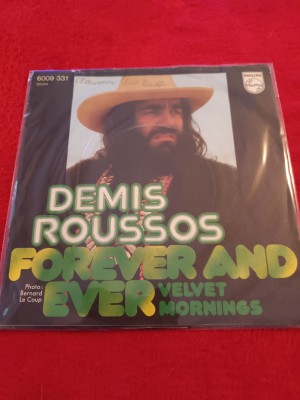 6009 331
PHILIPS
DEMIS
ROUSSOS
FOREVER AND
EVER
VELVET
MORNINGS
Photo:
Bernard
Le Coup